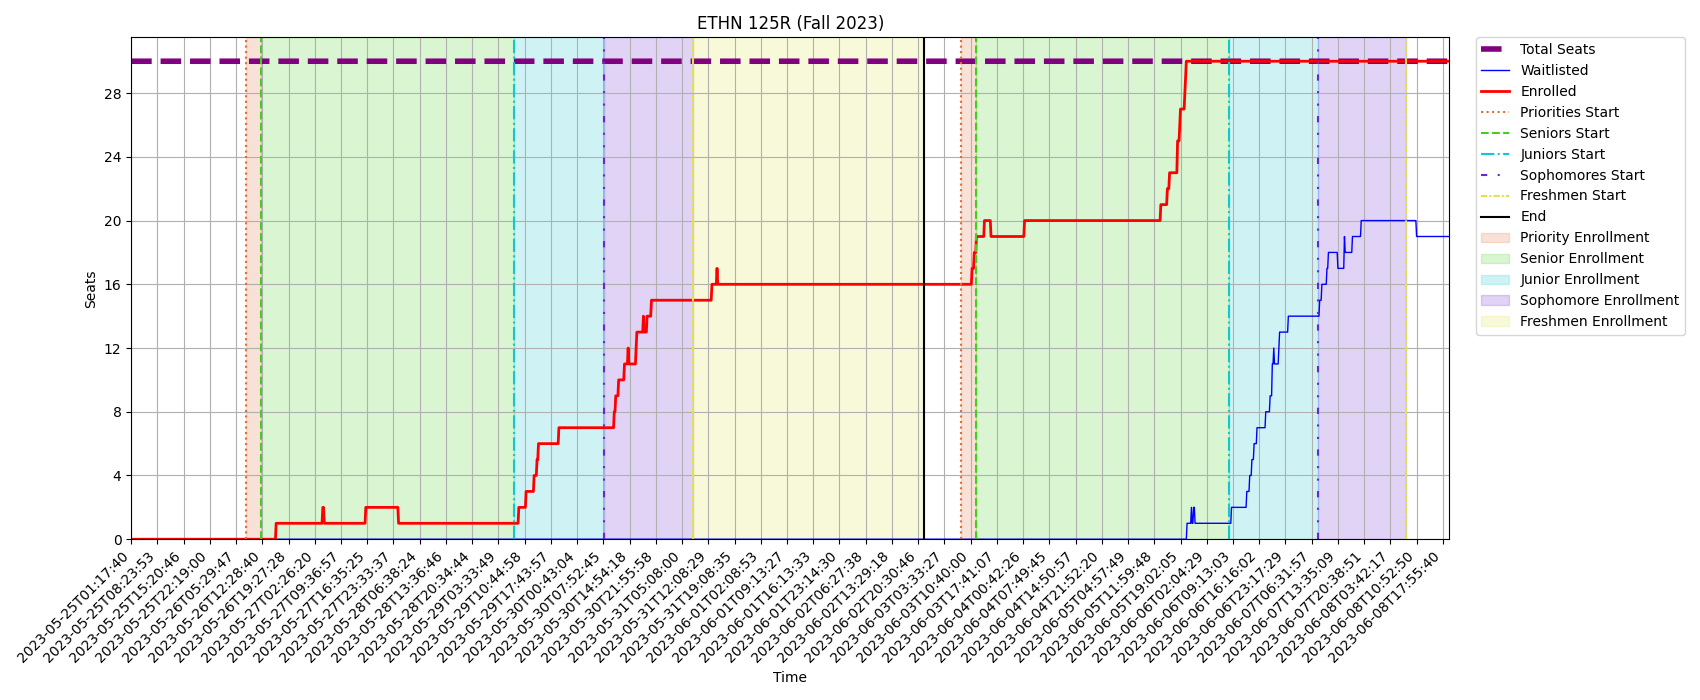 ETHN 125R (Fall 2023)
Seats
28
24
20
16
12
8
4
0
2023-05-25T01:17:40
2023-05-25T08:23:53
2023-05-25T15:20:46
2023-05-25T22:19:00
2023-05-26T05:29:47
2023-05-26T12:28:40
2023-05-26T19:27:28
2023-05-27T02:26:20
2023-05-27T09:36:57
2023-05-27T16:35:25
2023-05-27T23:33:37
2023-05-28T06:38:24
2023-05-28T13:36:46
2023-05-28T20:34:44
2023-05-29T03:33:49
2023-05-29T10:44:58
2023-05-29T17:43:57
2023-05-30T00:43:04
2023-05-30T07:52:45
2023-05-30T14:54:18
2023-05-30T21:55:58
2023-05-31T05:08:00
2023-05-31T12:08:29
2023-05-31T19:08:35
2023-06-01T02:08:53
2023-06-01T09:13:27
2023-06-01T16:13:33
2023-06-01T23:14:30
2023-06-02T06:27:38
2023-06-02T13:29:18
2023-06-02T20:30:46
2023-06-03T03:33:27
2023-06-03T10:40:00
2023-06-03T17:41:07
2023-06-04T00:42:26
2023-06-04T07:49:45
2023-06-04T14:50:57
2023-06-04T21:52:20
2023-06-05T04:57:49
2023-06-05T11:59:48
2023-06-05T19:02:05
2023-06-06T02:04:29
2023-06-06T09:13:03
2023-06-06T16:16:02
2023-06-06T23:17:29
2023-06-07T06:31:57
2023-06-07T13:35:09
2023-06-07T20:38:51
2023-06-08T03:42:17
2023-06-08T10:52:50
2023-06-08T17:55:40
Time
Total Seats
Waitlisted
Enrolled
Priorities Start
Seniors Start
Juniors Start
Sophomores Start
Freshmen Start
End
Priority Enrollment
Senior Enrollment
Junior Enrollment
Sophomore Enrollment
Freshmen Enrollment